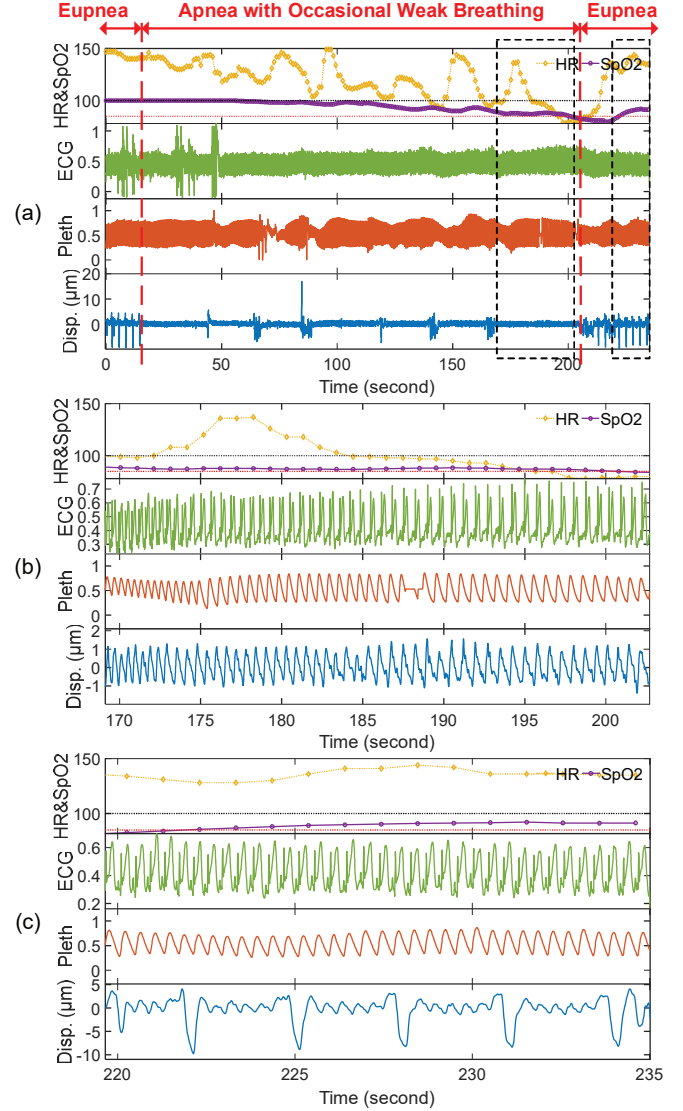 Eupnea Apnea with Occasional Weak Breathing Eupnea
150
HR SpO2
100
HR&SpO2
1
0.5
0
ECG
(a)
1
0.5
0
Pleth
20
10
0
Disp. (µm)
0 50 100 150 200
Time (second)
150
HR SpO2
100
HR&SpO2
0.7
0.6
0.5
0.4
0.3
ECG
(b)
1
0.5
0
Pleth
2
1
0
-1
Disp. (µm)
170 175 180 185 190 195 200
Time (second)
150
HR SpO2
100
HR&SpO2
0.6
0.4
0.2
ECG
(c)
1
0.5
0
Pleth
5
0
-5
-10
Disp. (µm)
220 225 230 235
Time (second)